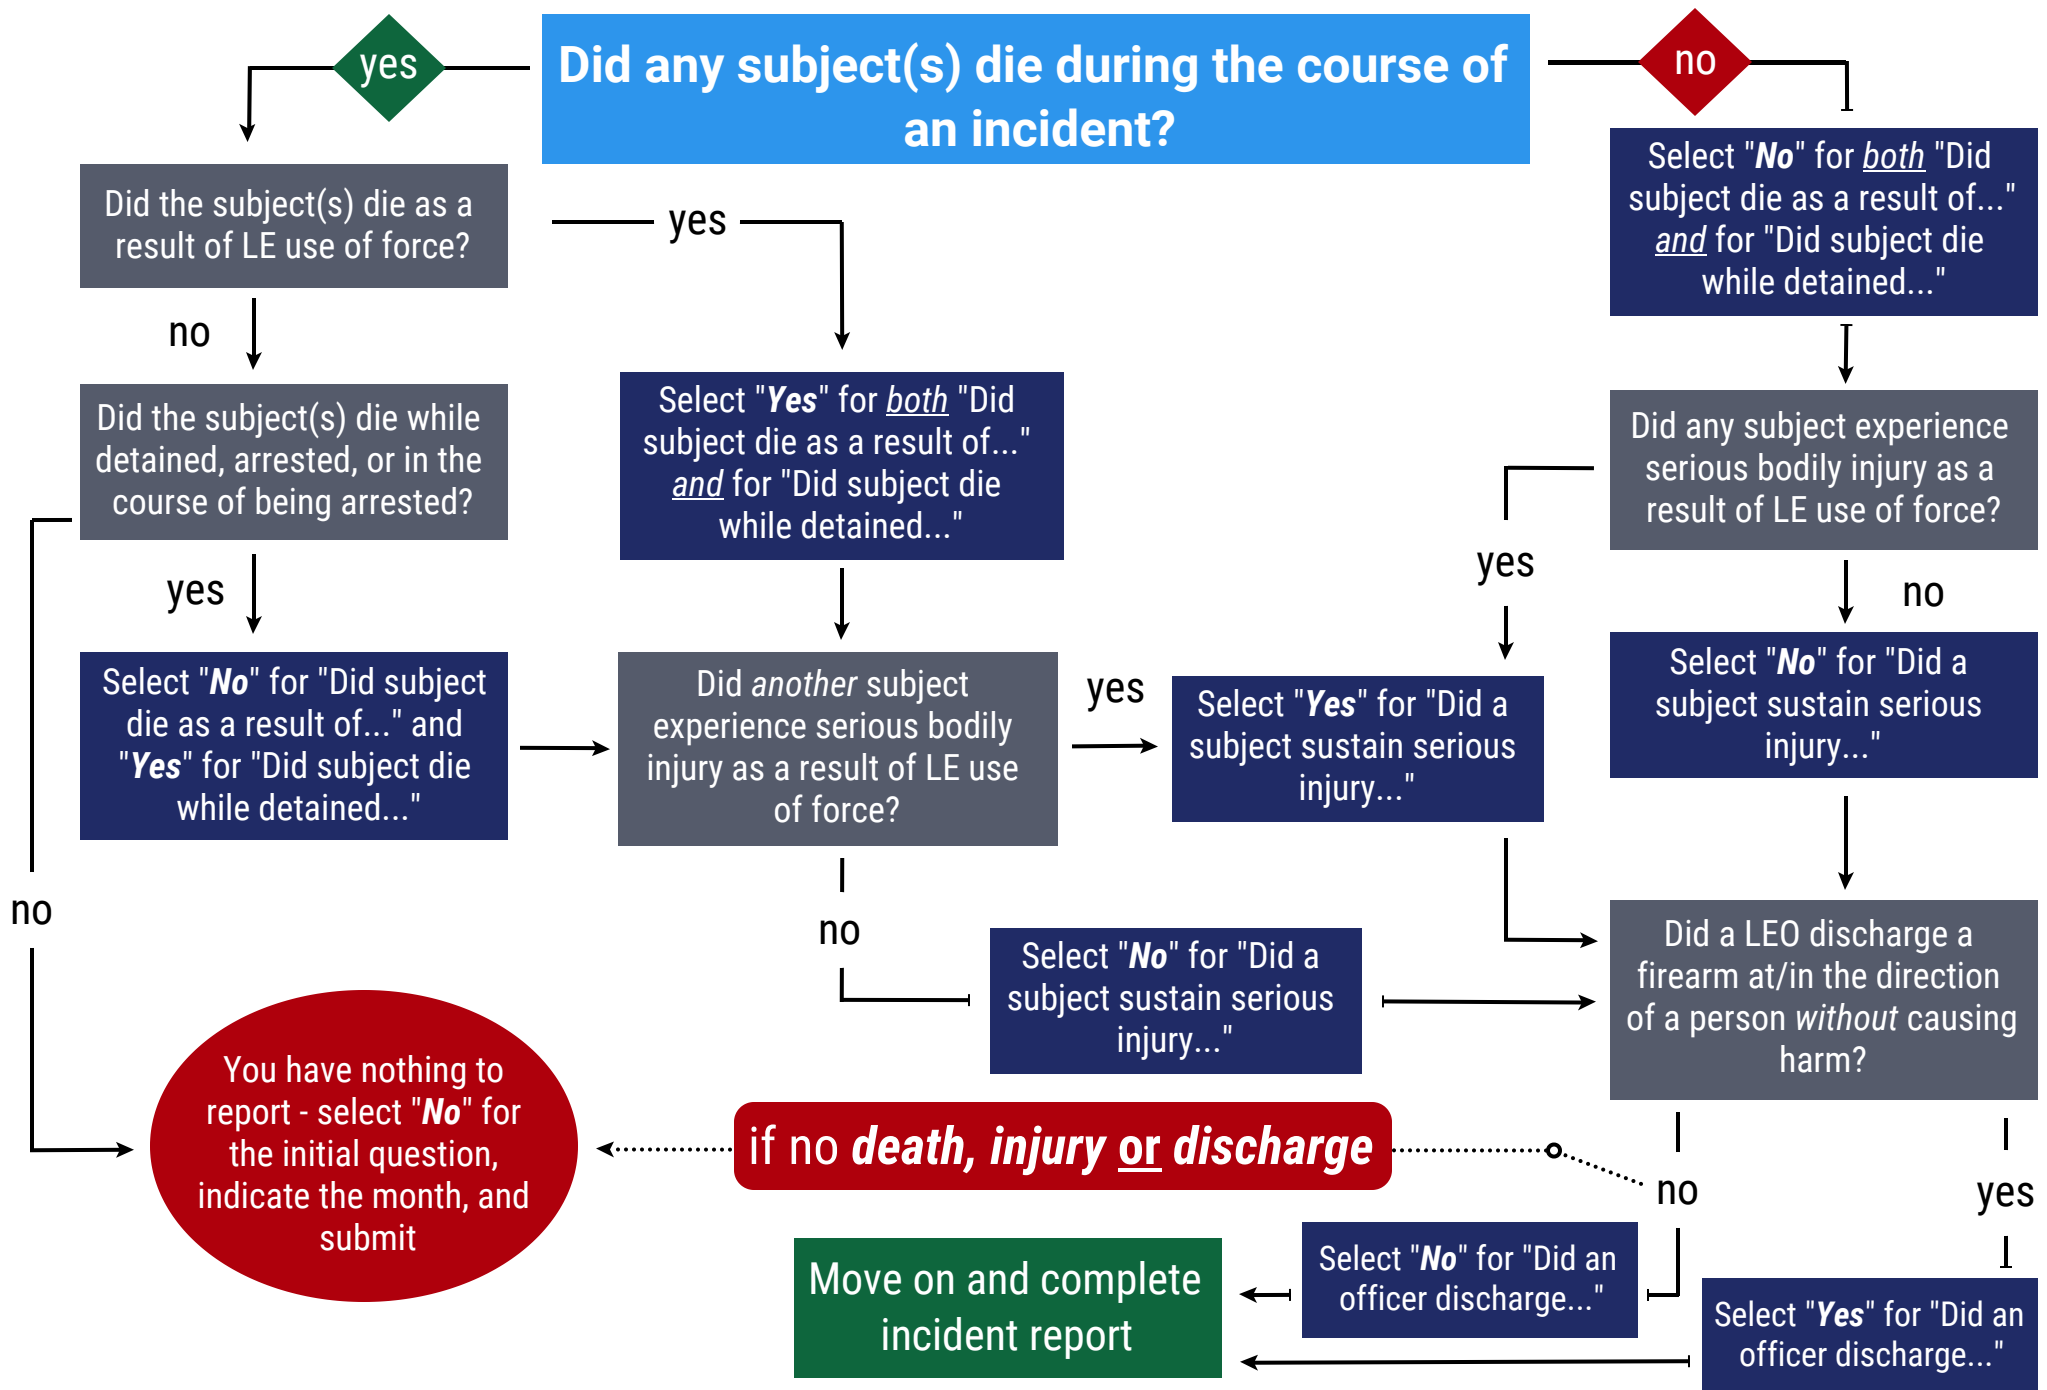 yes
Did any subject(s) die during the course of
an incident?
no
Did the subject(s) die as a
result of LE use of force?
yes
Select "No" for both "Did
subject die as a result of..."
and for "Did subject die
while detained..."
no
Did the subject(s) die while
detained, arrested, or in the
course of being arrested?
Select "Yes" for both "Did
subject die as a result of..."
and for "Did subject die
while detained..."
Did any subject experience
serious bodily injury as a
result of LE use of force?
yes
yes
no
Select "No" for "Did subject
die as a result of..." and
"Yes" for "Did subject die
while detained..."
Did another subject
experience serious bodily
injury as a result of LE use
of force?
yes
Select "Yes" for "Did a
subject sustain serious
injury..."
Select "No" for "Did a
subject sustain serious
injury..."
no
no
Select "No" for "Did a
subject sustain serious
injury..."
Did a LEO discharge a
firearm at/in the direction
of a person without causing
harm?
You have nothing to
report - select "No" for
the initial question,
indicate the month, and
submit
if no death, injury or discharge
no
yes
Move on and complete
incident report
Select "No" for "Did an
officer discharge..."
Select "Yes" for "Did an
officer discharge..."